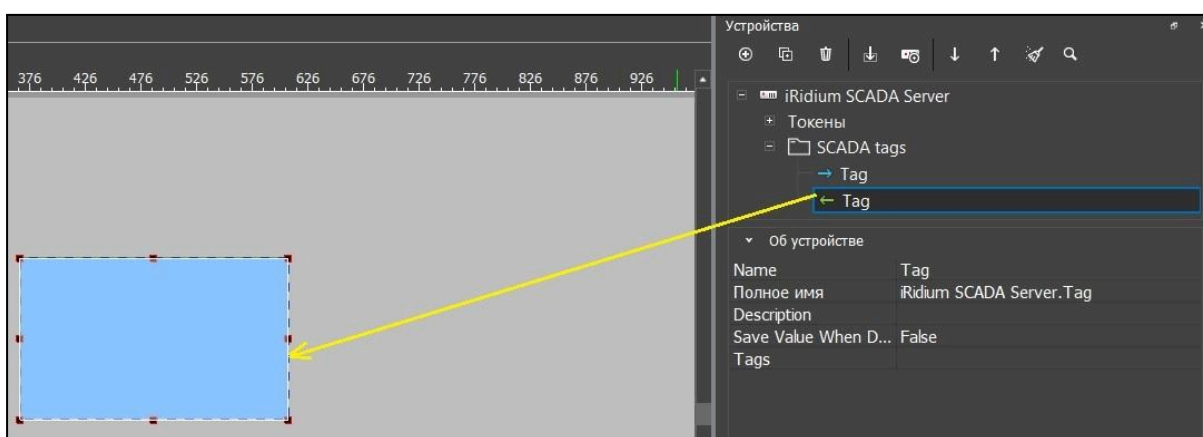 Устройства
376 426 476 526 576 626 676 726 776 826 876 926
iRidium SCADA Server
Токены
SCADA tags
Tag
Tag
Об устройстве
Name Tag
Полное имя iRidium SCADA Server.Tag
Description
Save Value When D... False
Tags